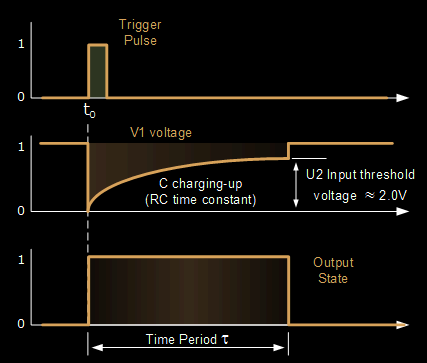 Trigger
Pulse
1
0
t0
V1 voltage
1
C charging-up
(RC time constant)
U2 Input threshold
voltage ≈ 2.0V
0
Output
State
1
0
Time Period τ